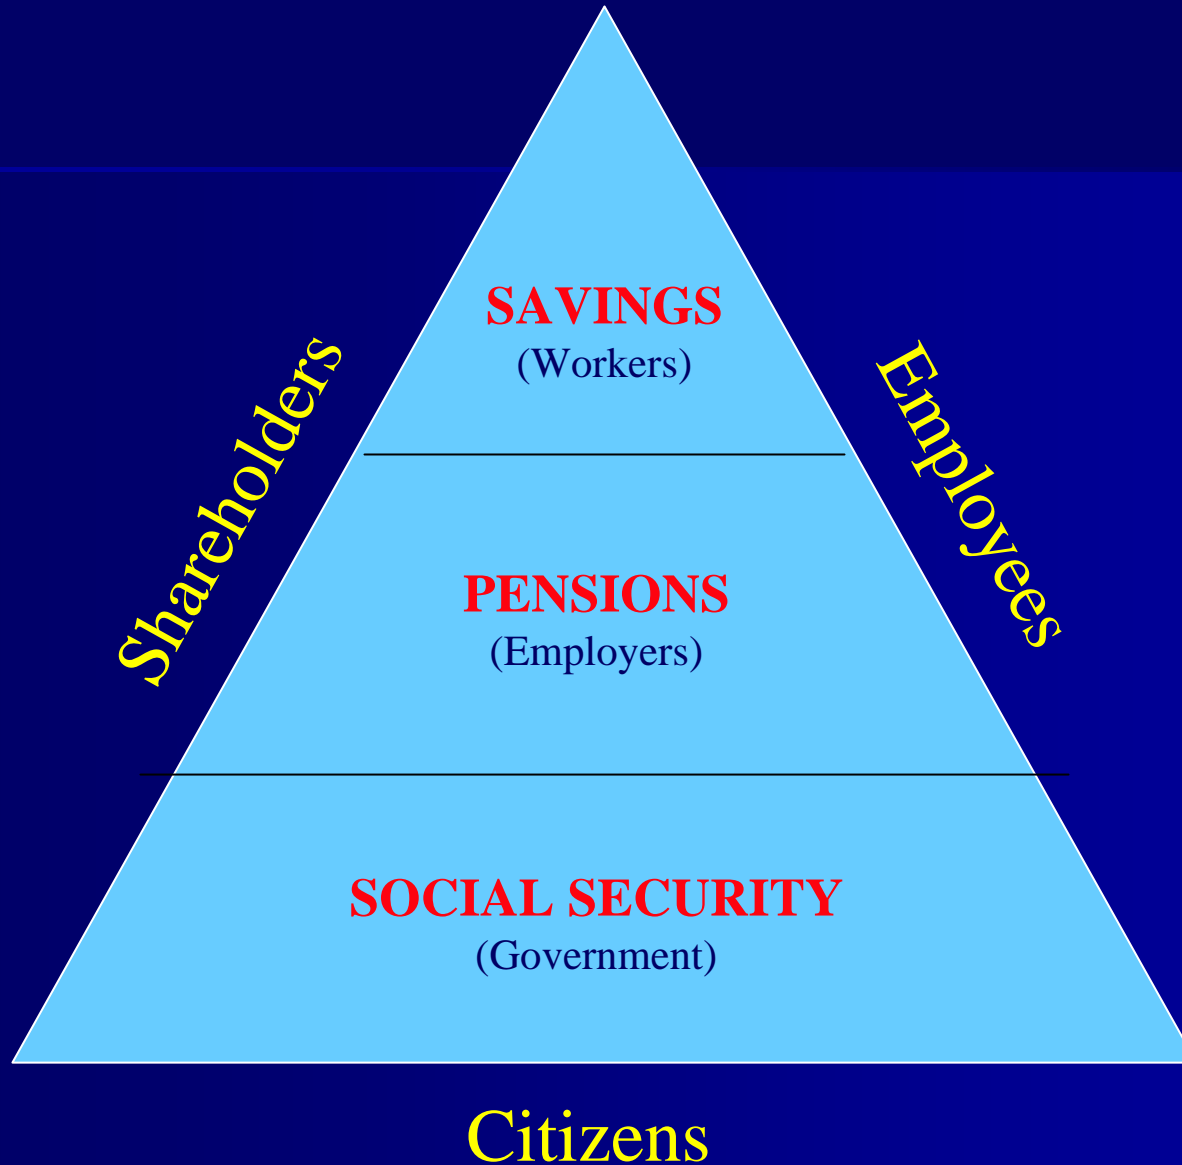 SAVINGS
(Workers)
Shareholders
Employees
PENSIONS
(Employers)
SOCIAL SECURITY
(Government)
Citizens